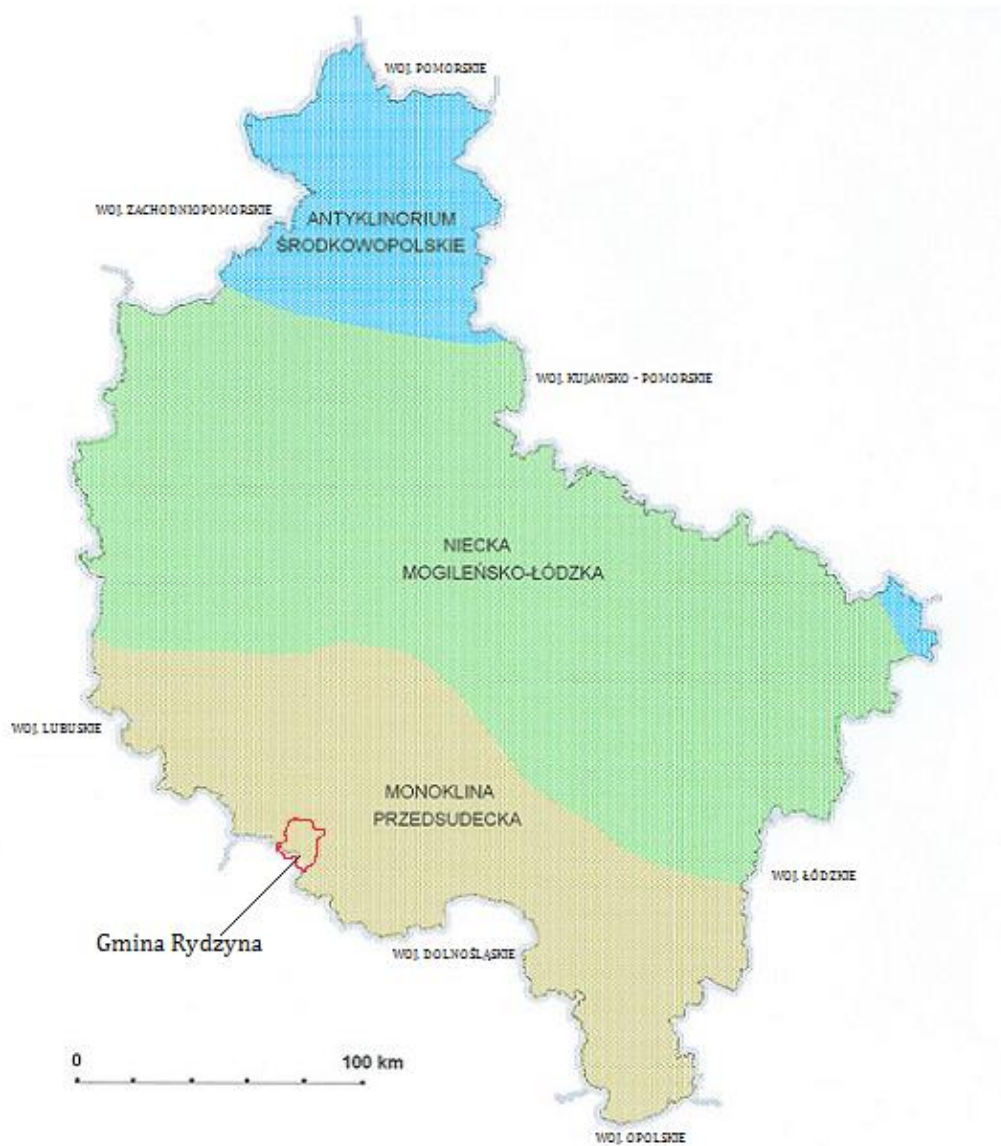 WOJ. POMORSKIE
WOJ. ZACHODNIOPOMORSKIE
ANTYKLINORIUM
ŚRODKOWOPOLSKIE
WOJ. KUJAWSKO - POMORSKIE
NIECKA
MOGILEŃSKO-ŁÓDZKA
WOJ. LUBUSKIE
MONOKLINA
PRZEDSUDECKA
WOJ. ŁÓDZKIE
Gmina Rydzyna
WOJ. DOLNOŚLĄSKIE
0 100 km
WOJ. OPOLSKIE